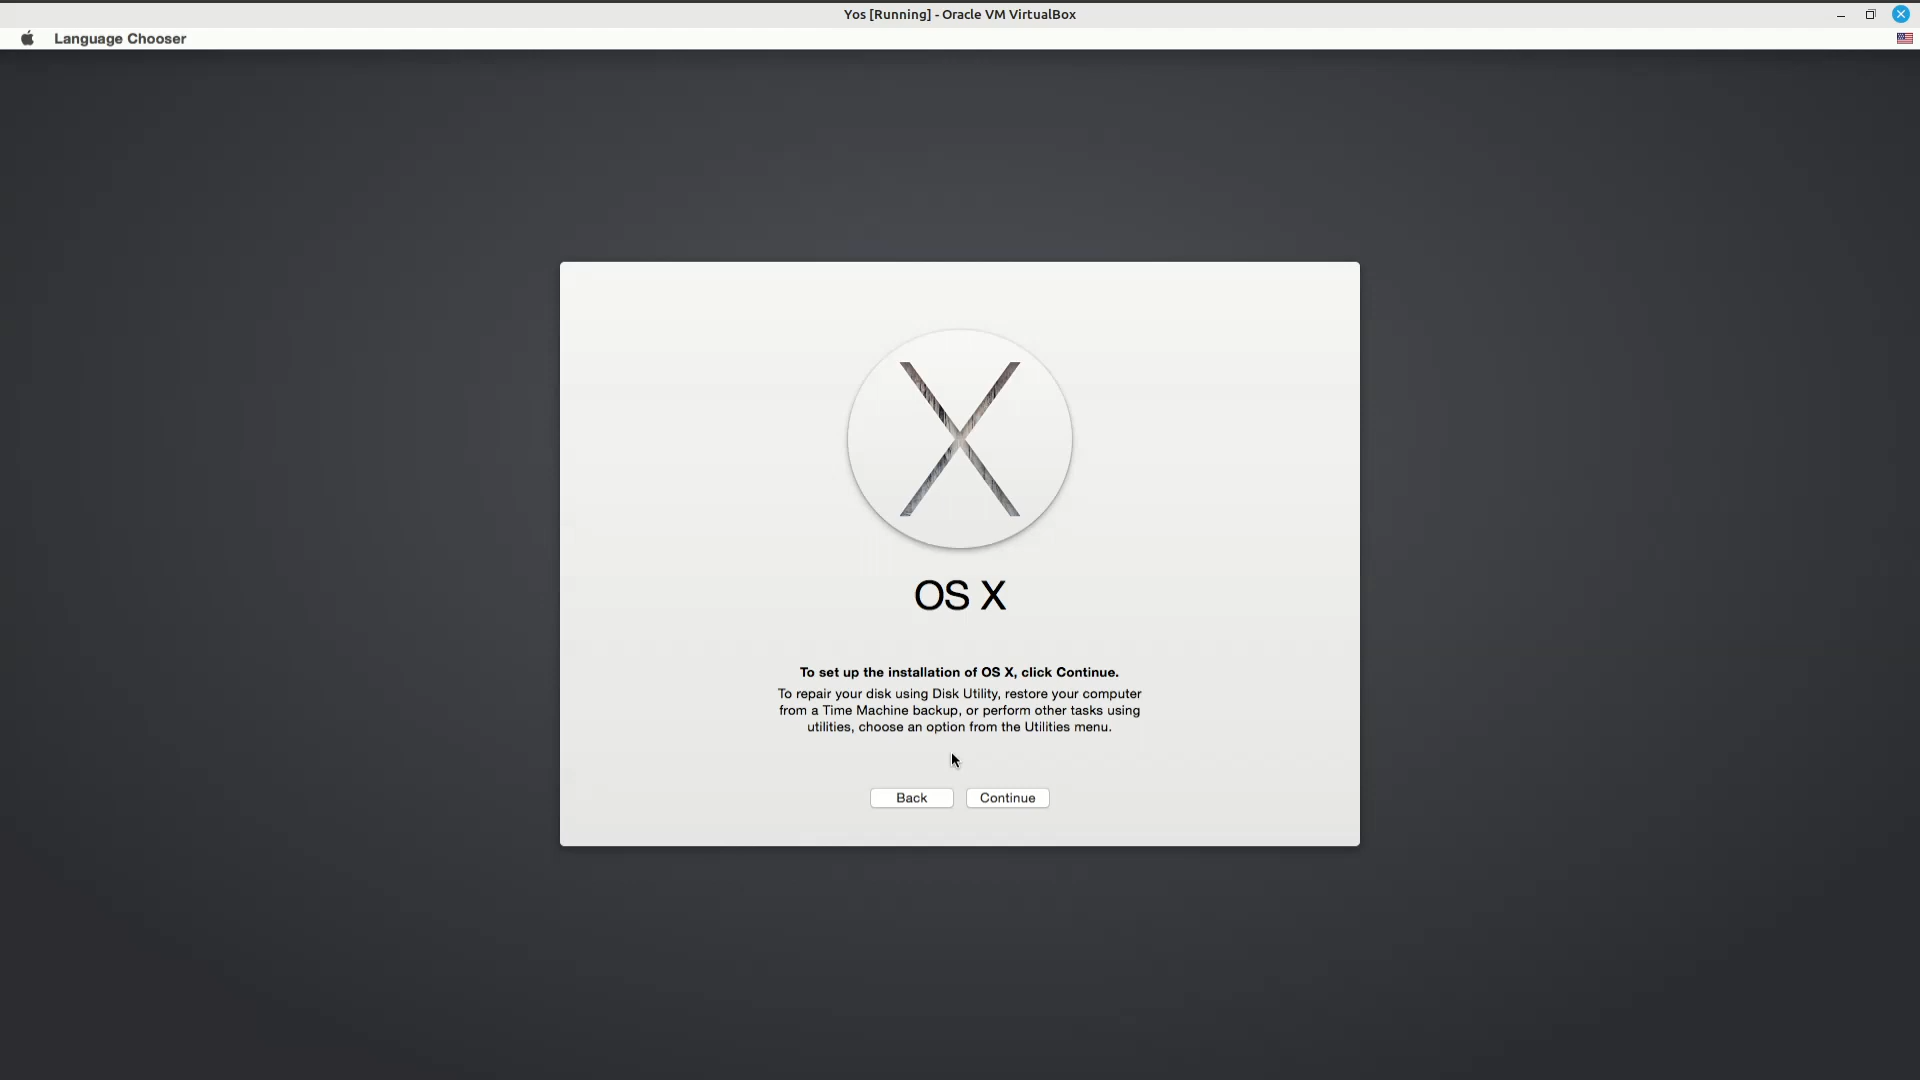 Yos [Running] - Oracle VM VirtualBox
Language Chooser
OS X
To set up the installation of OS X, click Continue.
To repair your disk using Disk Utility, restore your computer
from a Time Machine backup, or perform other tasks using
utilities, choose an option from the Utilities menu.
Back
Continue